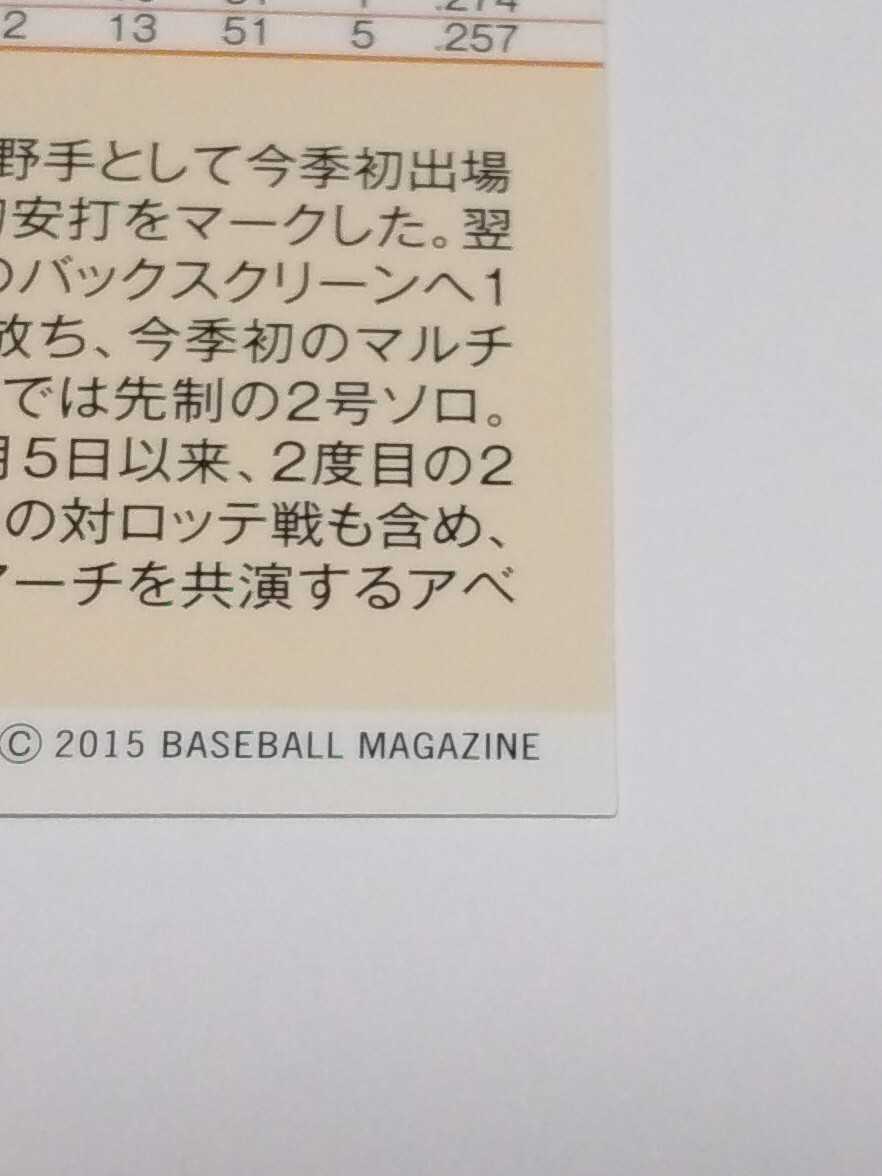 .274
2 13 51 5 .257
野手として今季初出場
安打をマークした。翌
のバックスクリーンへ1
放ち、今季初のマルチ
では先制の2号ソロ。
月5日以来、2度目の2
の対ロッテ戦も含め、
アーチを共演するアベ
© 2015 BASEBALL MAGAZINE